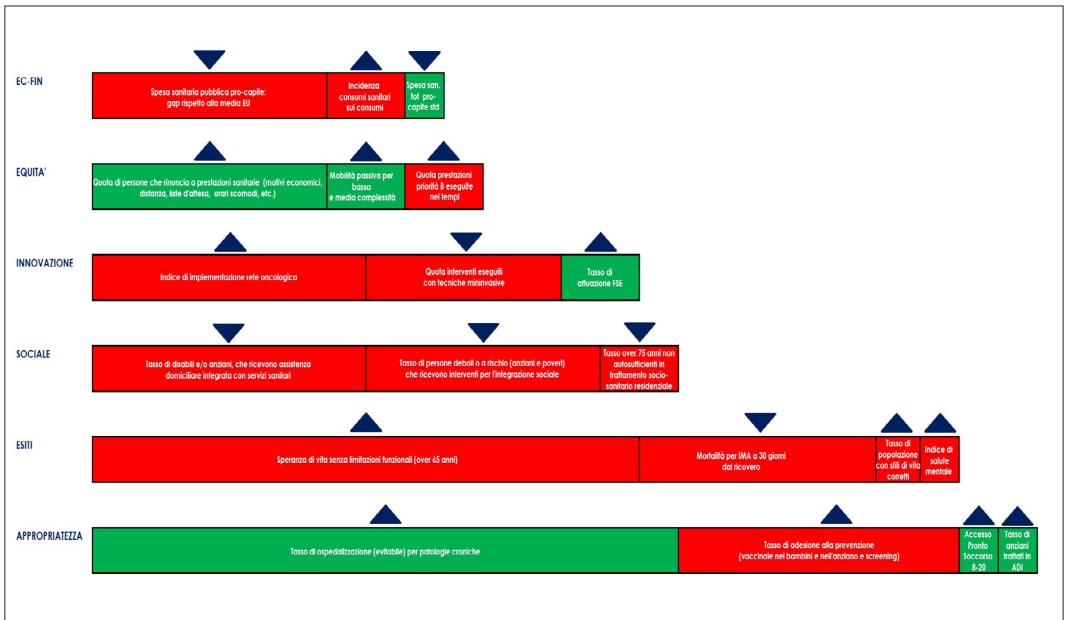 EC-FIN
Spesa sanitaria pubblica pro-capite:
gap rispetto alla media EU
Incidenza
consumi sanitari
sui consumi
Spesa san.
tot pro-
capite std
EQUITA'
Quota di persone che rinuncia a prestazioni sanitarie (motivi economici,
distanza, liste d'attesa, orari scomodi, etc.)
Mobilità passiva per
bassa
e media complessità
Quota prestazioni
priorità B eseguite
nei tempi
INNOVAZIONE
Indice di implementazione rete oncologica
Quota interventi eseguiti
con tecniche mininvasive
Tasso di
attuazione FSE
SOCIALE
Tasso di disabili e/o anziani, che ricevono assistenza
domiciliare integrata con servizi sanitari
Tasso di persone deboli o a rischio (anziani e poveri)
che ricevono interventi per l'integrazione sociale
Tasso over 75 anni non
autosufficienti in
trattamento socio-
sanitario residenziale
ESITI
Speranza di vita senza limitazioni funzionali (over 65 anni)
Mortalità per IMA a 30 giorni
dal ricovero
Tasso di
popolazione
con stili di vita
corretti
Indice di
salute
mentale
APPROPRIATEZZA
Tasso di ospedalizzazione (evitabile) per patologie croniche
Tasso di adesione alla prevenzione
(vaccinale nei bambini e nell'anziano e screening)
Accesso
Pronto
Soccorso
8-20
Tasso di
anziani
trattati in
ADI